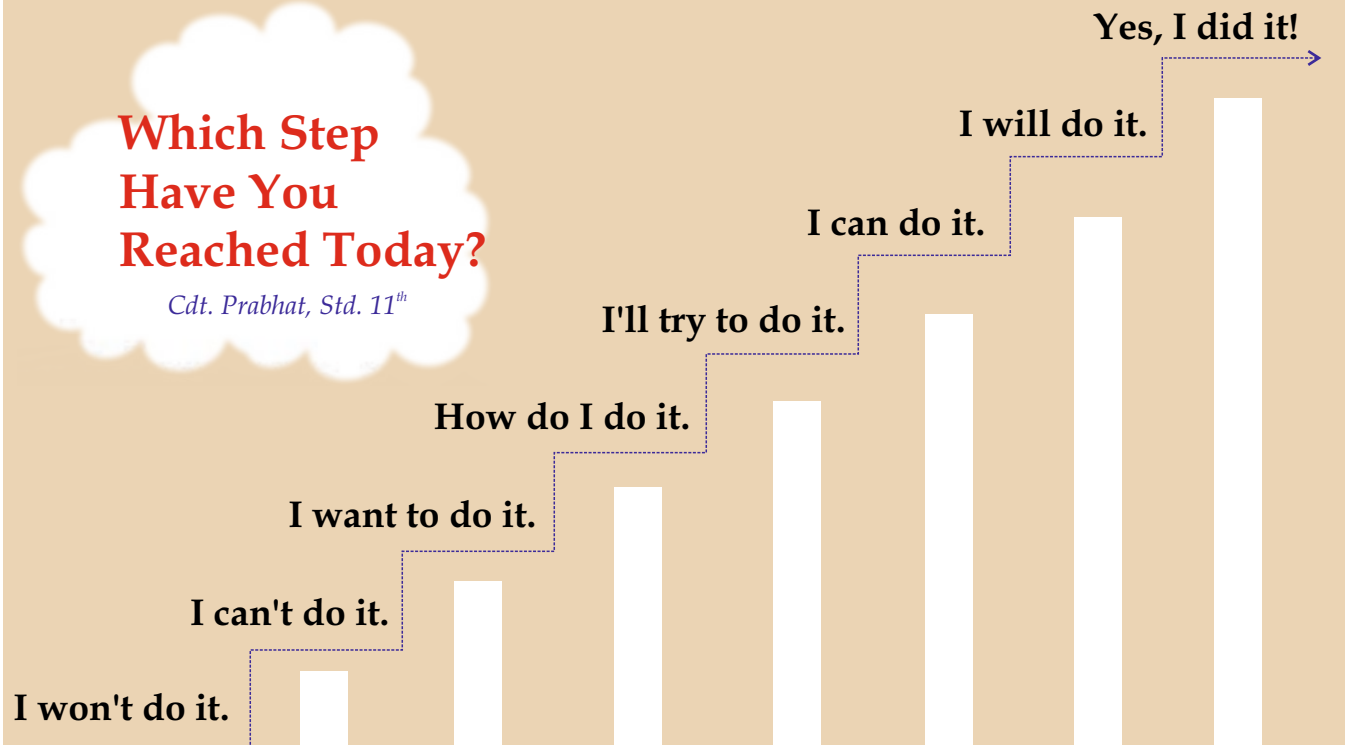 Which Step
Have You
Reached Today?
Cdt. Prabhat, Std. 11th
Yes, I did it!
I will do it.
I can do it.
I'll try to do it.
How do I do it.
I want to do it.
I can't do it.
I won't do it.